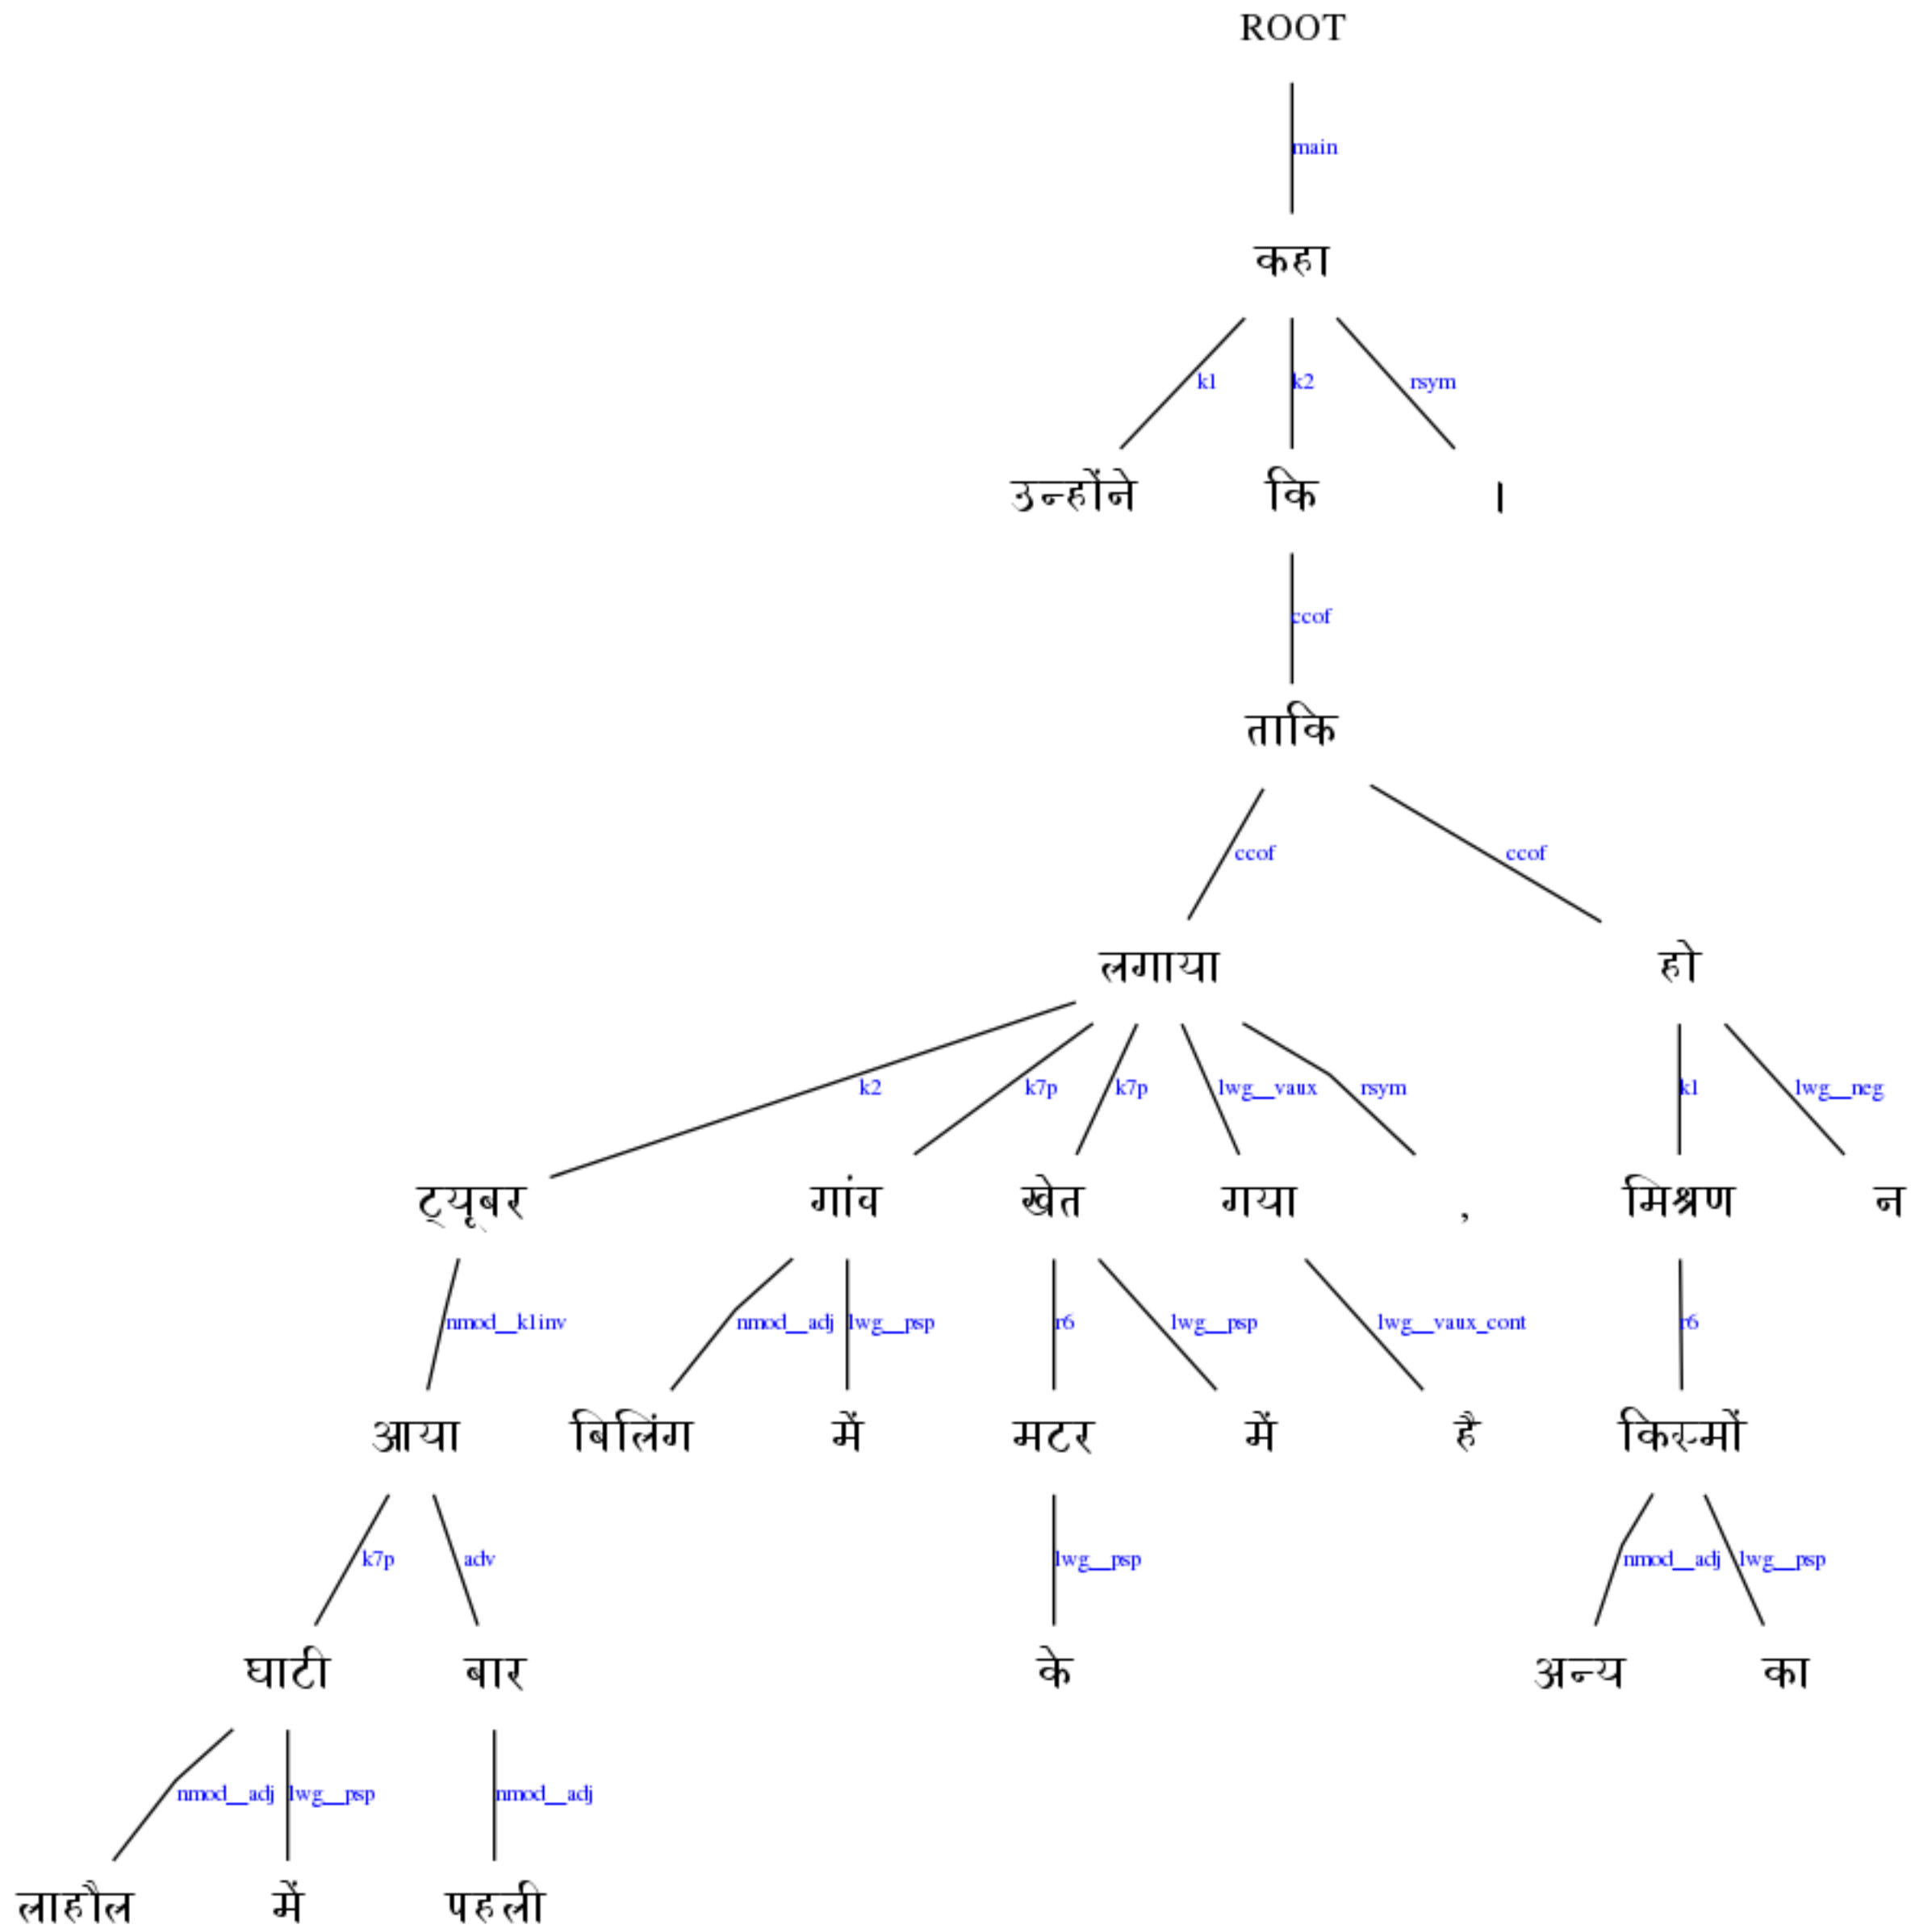 ROOT
main
कहा
k1 k2 rsym
उन्होंने कि ।
ccof
ताकि
ccof ccof
लगाया हो
k2 k7p k7p lwg__vaux rsym k1 lwg__neg
ट्यूबर गांव खेत गया , मिश्रण न
nmod__k1inv nmod__adj lwg__psp r6 lwg__psp lwg__vaux_cont r6
आया बिलिंग में मटर में है किस्मों
k7p adv lwg__psp nmod__adj lwg__psp
घाटी बार के अन्य का
nmod__adj lwg__psp nmod__adj
लाहौल में पहली